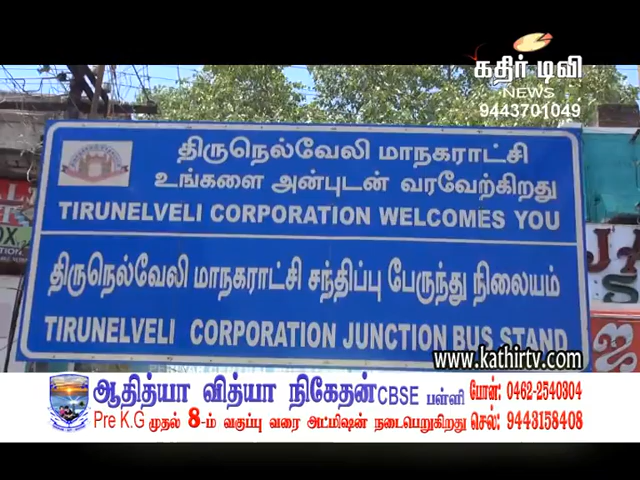 கதிர் டிவி
NEWS
9443701049
திருநெல்வேலி மாநகராட்சி
உங்களை அன்புடன் வரவேற்கிறது
TIRUNELVELI CORPORATION WELCOMES YOU
திருநெல்வேலி மாநகராட்சி சந்திப்பு பேருந்து நிலையம்
TIRUNELVELI CORPORATION JUNCTION BUS STAND
www.kathirtv.com
ஆதித்யா வித்யா நிகேதன் CBSE பள்ளி போன்: 0462-2540304
Pre K.G முதல் 8-ம் வகுப்பு வரை அட்மிஷன் நடைபெறுகிறது செல்: 9443158408